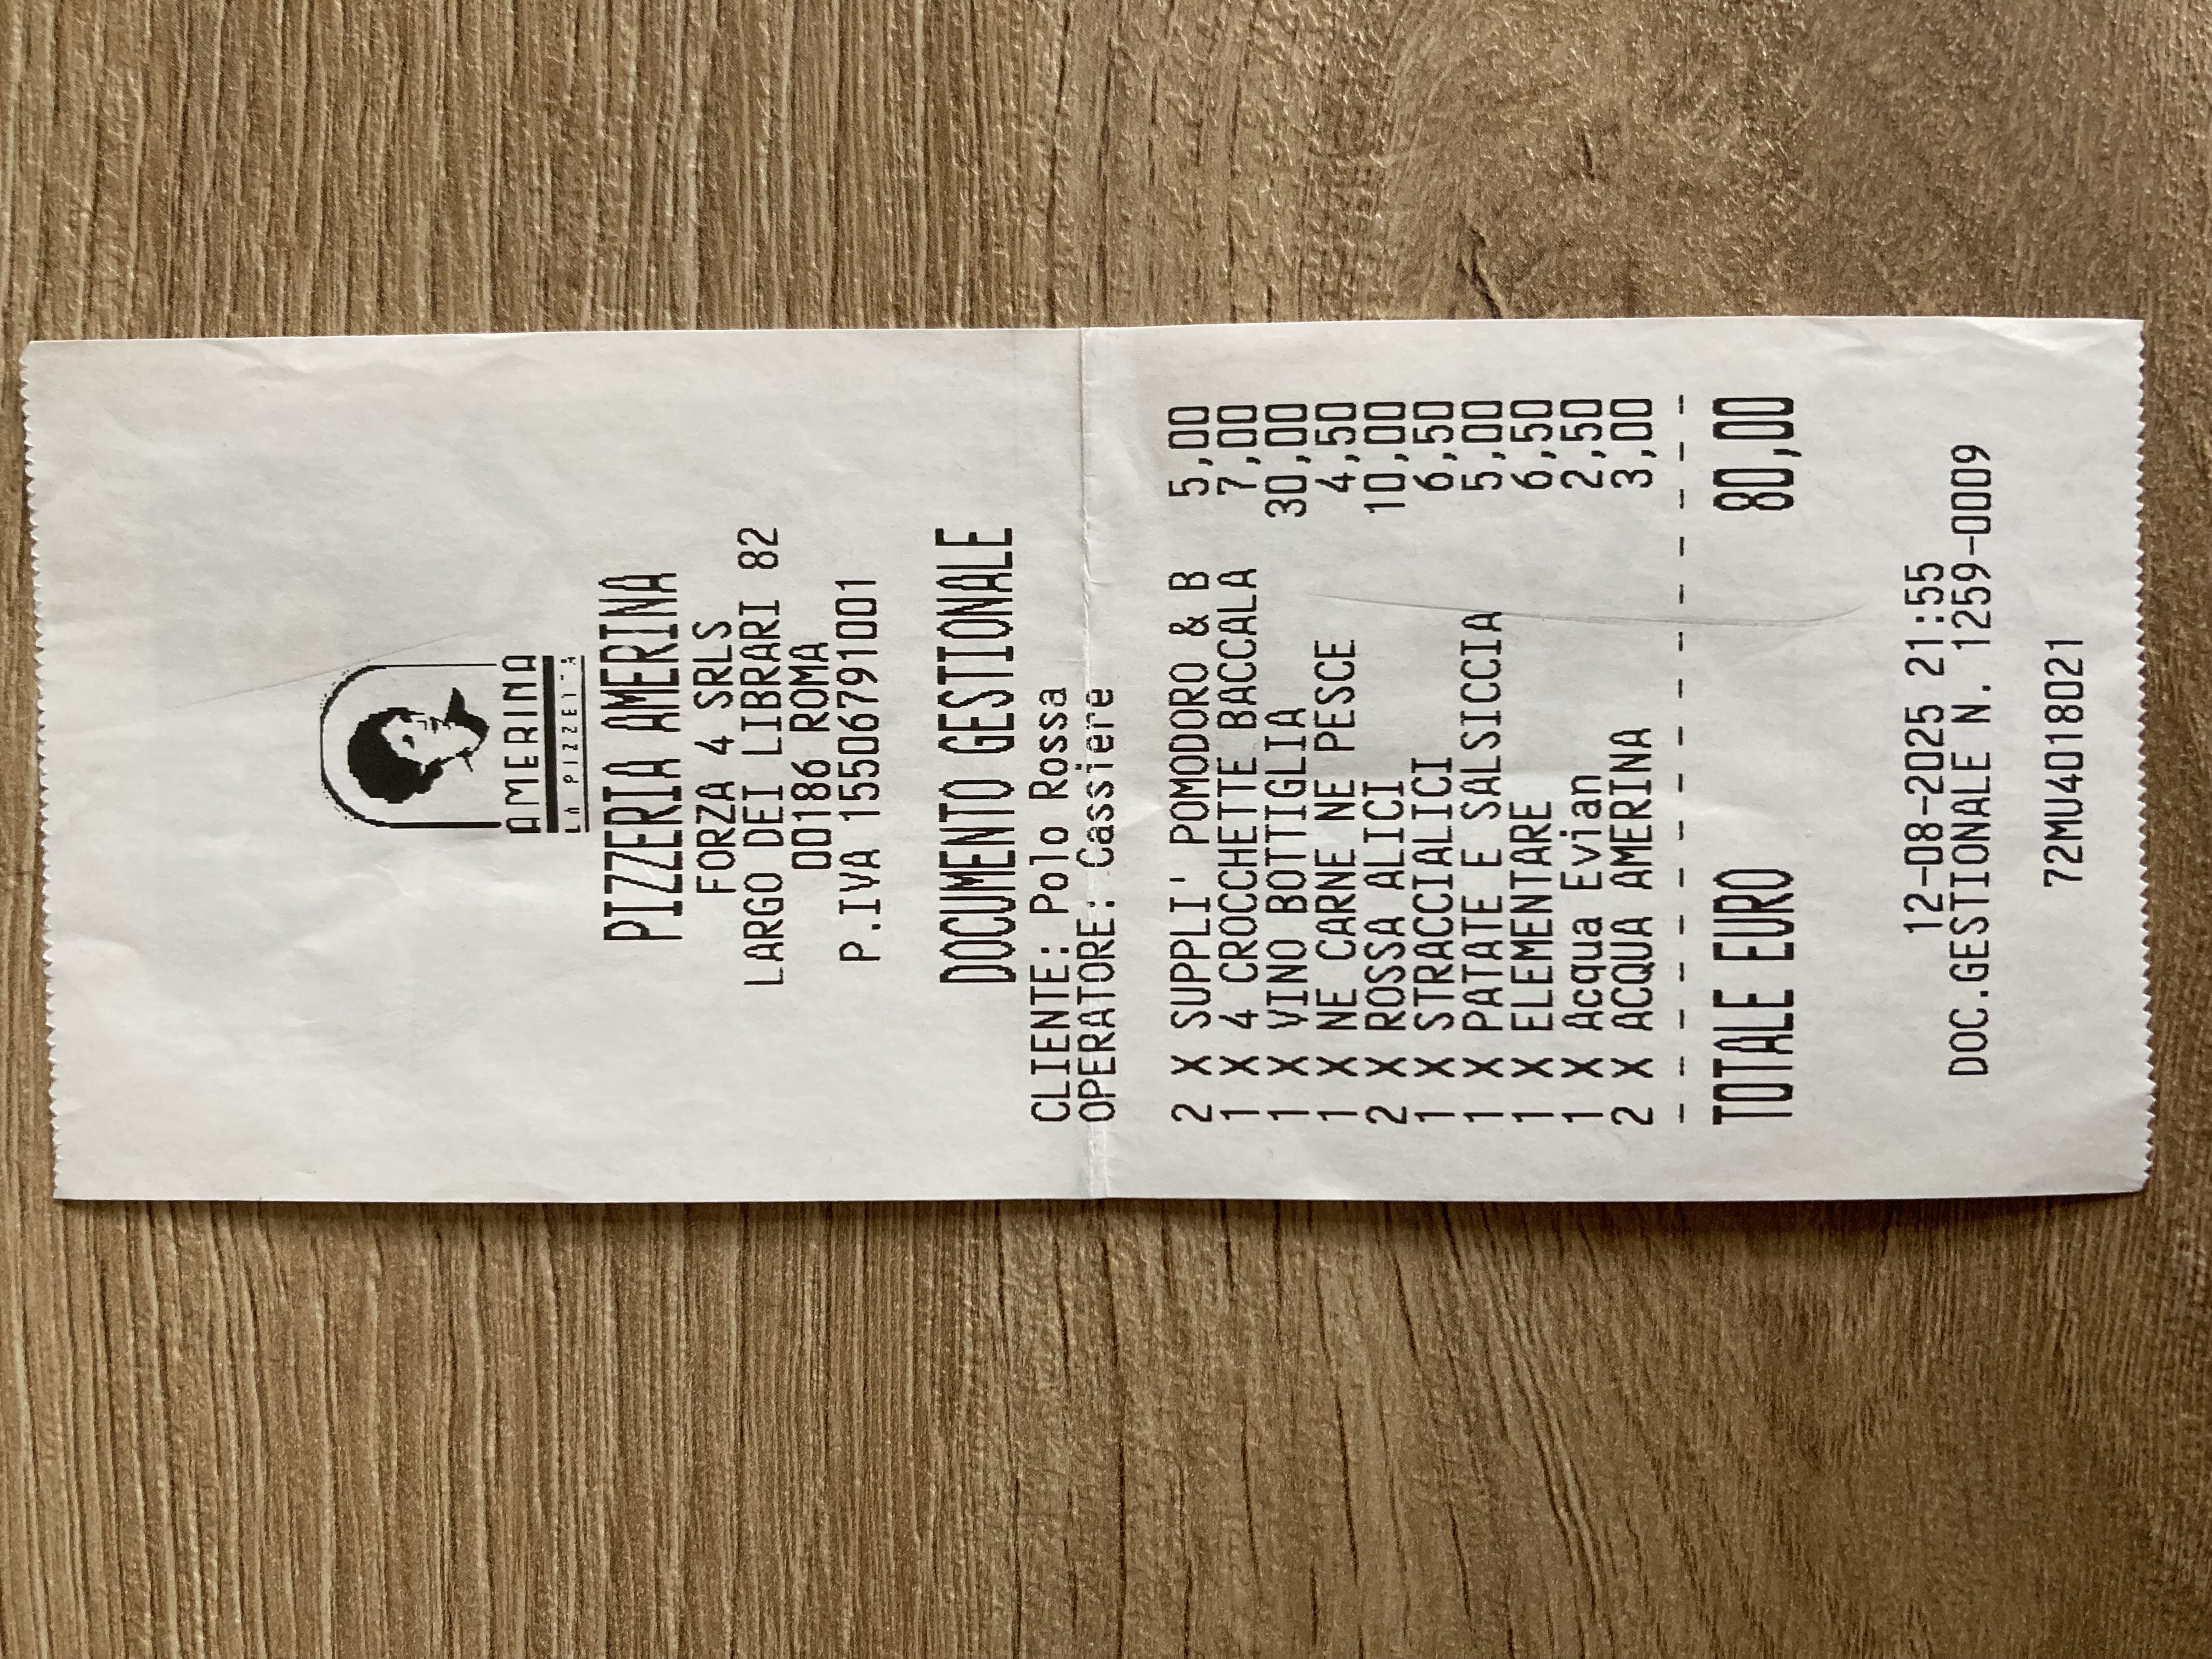 AMERINA
LA PIZZETTA
PIZZERIA AMERINA
FORZA 4 SRLS
LARGO DEI LIBRARI 82
00186 ROMA
P.IVA 15506791001
DOCUMENTO GESTIONALE
CLIENTE: Polo Rossa
OPERATORE: Cassiere
2 X SUPPLI' POMODORO & B 5,00
1 X 4 CROCCHETTE BACCALA 7,00
1 X VINO BOTTIGLIA 30,00
1 X NE CARNE NE PESCE 4,50
2 X ROSSA ALICI 10,00
1 X STRACCIALICI 6,50
1 X PATATE E SALSICCIA 5,00
1 X ELEMENTARE 6,50
1 X Acqua Evian 2,50
2 X ACQUA AMERINA 3,00
TOTALE EURO 80,00
12-08-2025 21:55
DOC.GESTIONALE N. 1259-0009
72MU4018021